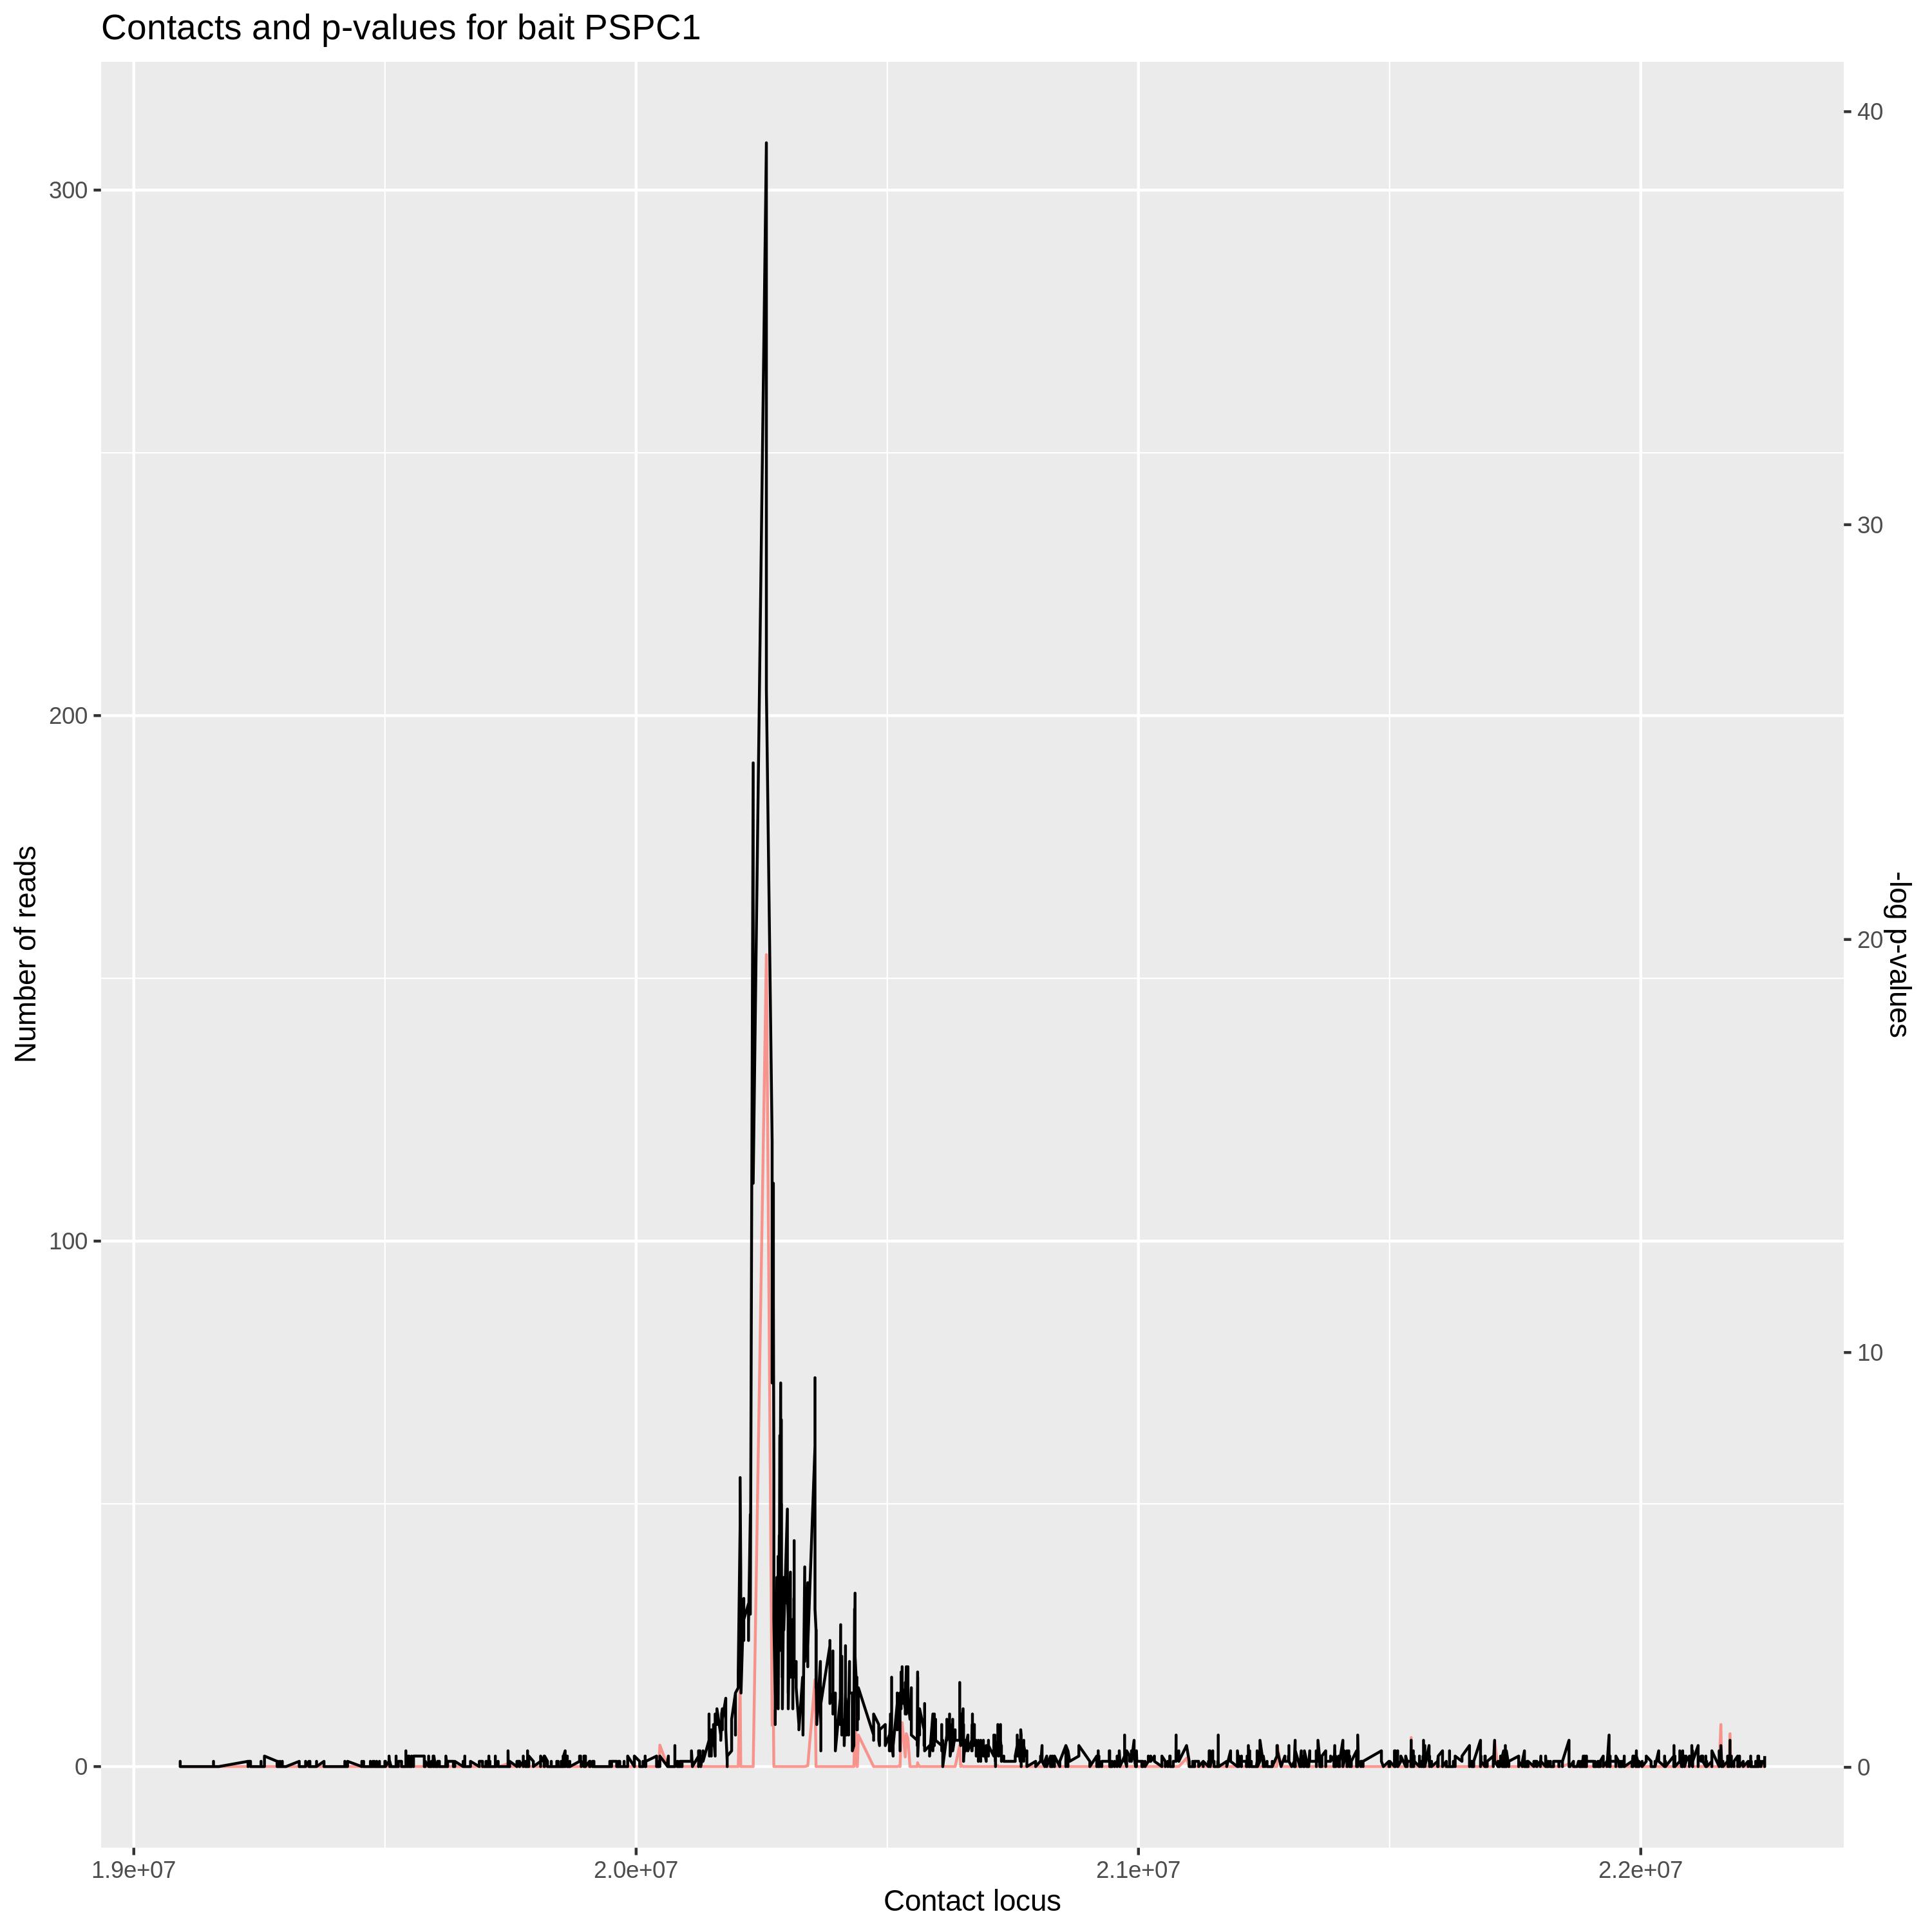 Contacts and p-values for bait PSPC1
40
300
30
200
20
100
10
0
0
Number of reads
-log p-values
1.9e+07
2.0e+07
2.1e+07
2.2e+07
Contact locus